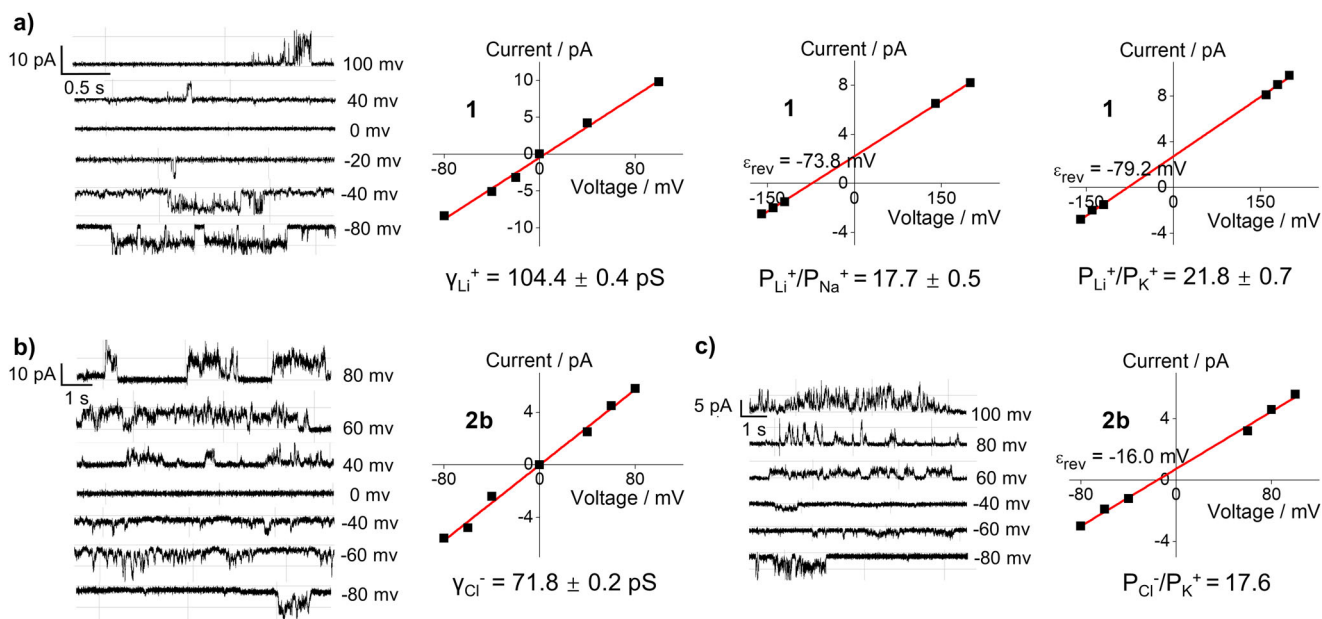 a)
10 pA
0.5 s
100 mv
40 mv
0 mv
-20 mv
-40 mv
-80 mv
Current / pA
1
10
5
-5
-10
-80
0
80
Voltage / mV
γLi+ = 104.4 ± 0.4 pS
Current / pA
1
8
4
0
-4
εrev = -73.8 mV
-150
0
150
Voltage / mV
PLi+/PNa+ = 17.7 ± 0.5
Current / pA
1
8
4
0
-4
εrev = -79.2 mV
-150
0
150
Voltage / mV
PLi+/PK+ = 21.8 ± 0.7
b)
10 pA
1 s
80 mv
60 mv
40 mv
0 mv
-40 mv
-60 mv
-80 mv
Current / pA
2b
4
-4
-80
0
80
Voltage / mV
γCl- = 71.8 ± 0.2 pS
c)
5 pA
1 s
100 mv
80 mv
60 mv
-40 mv
-60 mv
-80 mv
Current / pA
2b
4
0
-4
εrev = -16.0 mV
-80
0
80
Voltage / mV
PCl-/PK+ = 17.6